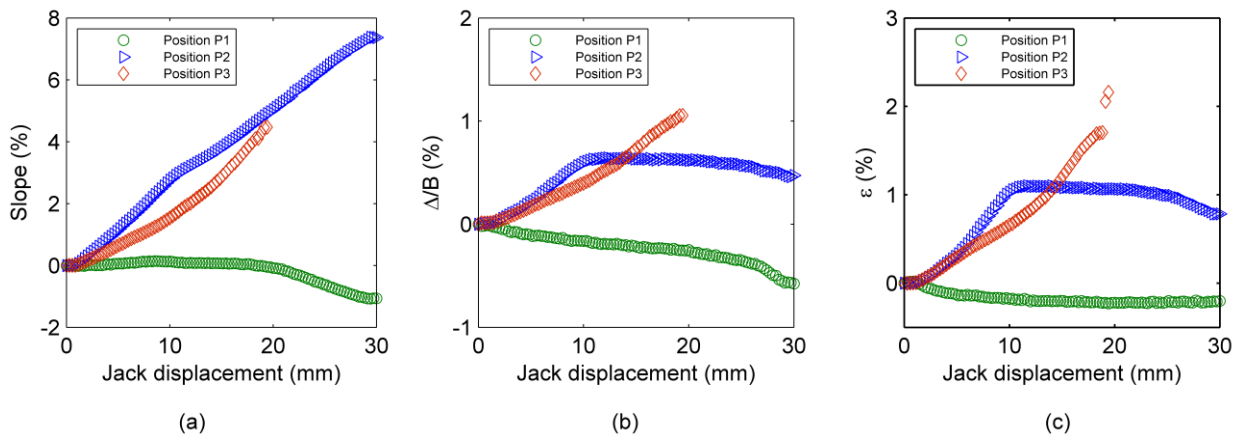 Position P1
Position P2
Position P3
8
6
4
2
0
-2
Slope (%)
0 10 20 30
Jack displacement (mm)
(a)
Position P1
Position P2
Position P3
2
1
0
-1
Δ/B (%)
0 10 20 30
Jack displacement (mm)
(b)
Position P1
Position P2
Position P3
3
2
1
0
ε (%)
0 10 20 30
Jack displacement (mm)
(c)